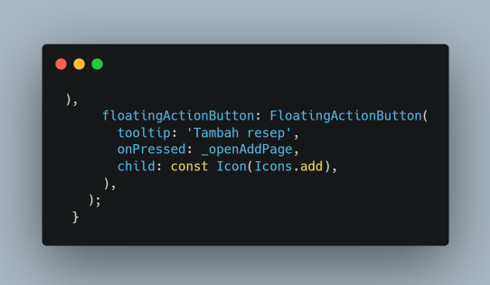 ),
floatingActionButton: FloatingActionButton(
tooltip: 'Tambah resep',
onPressed: _openAddPage,
child: const Icon(Icons.add),
),
);
}